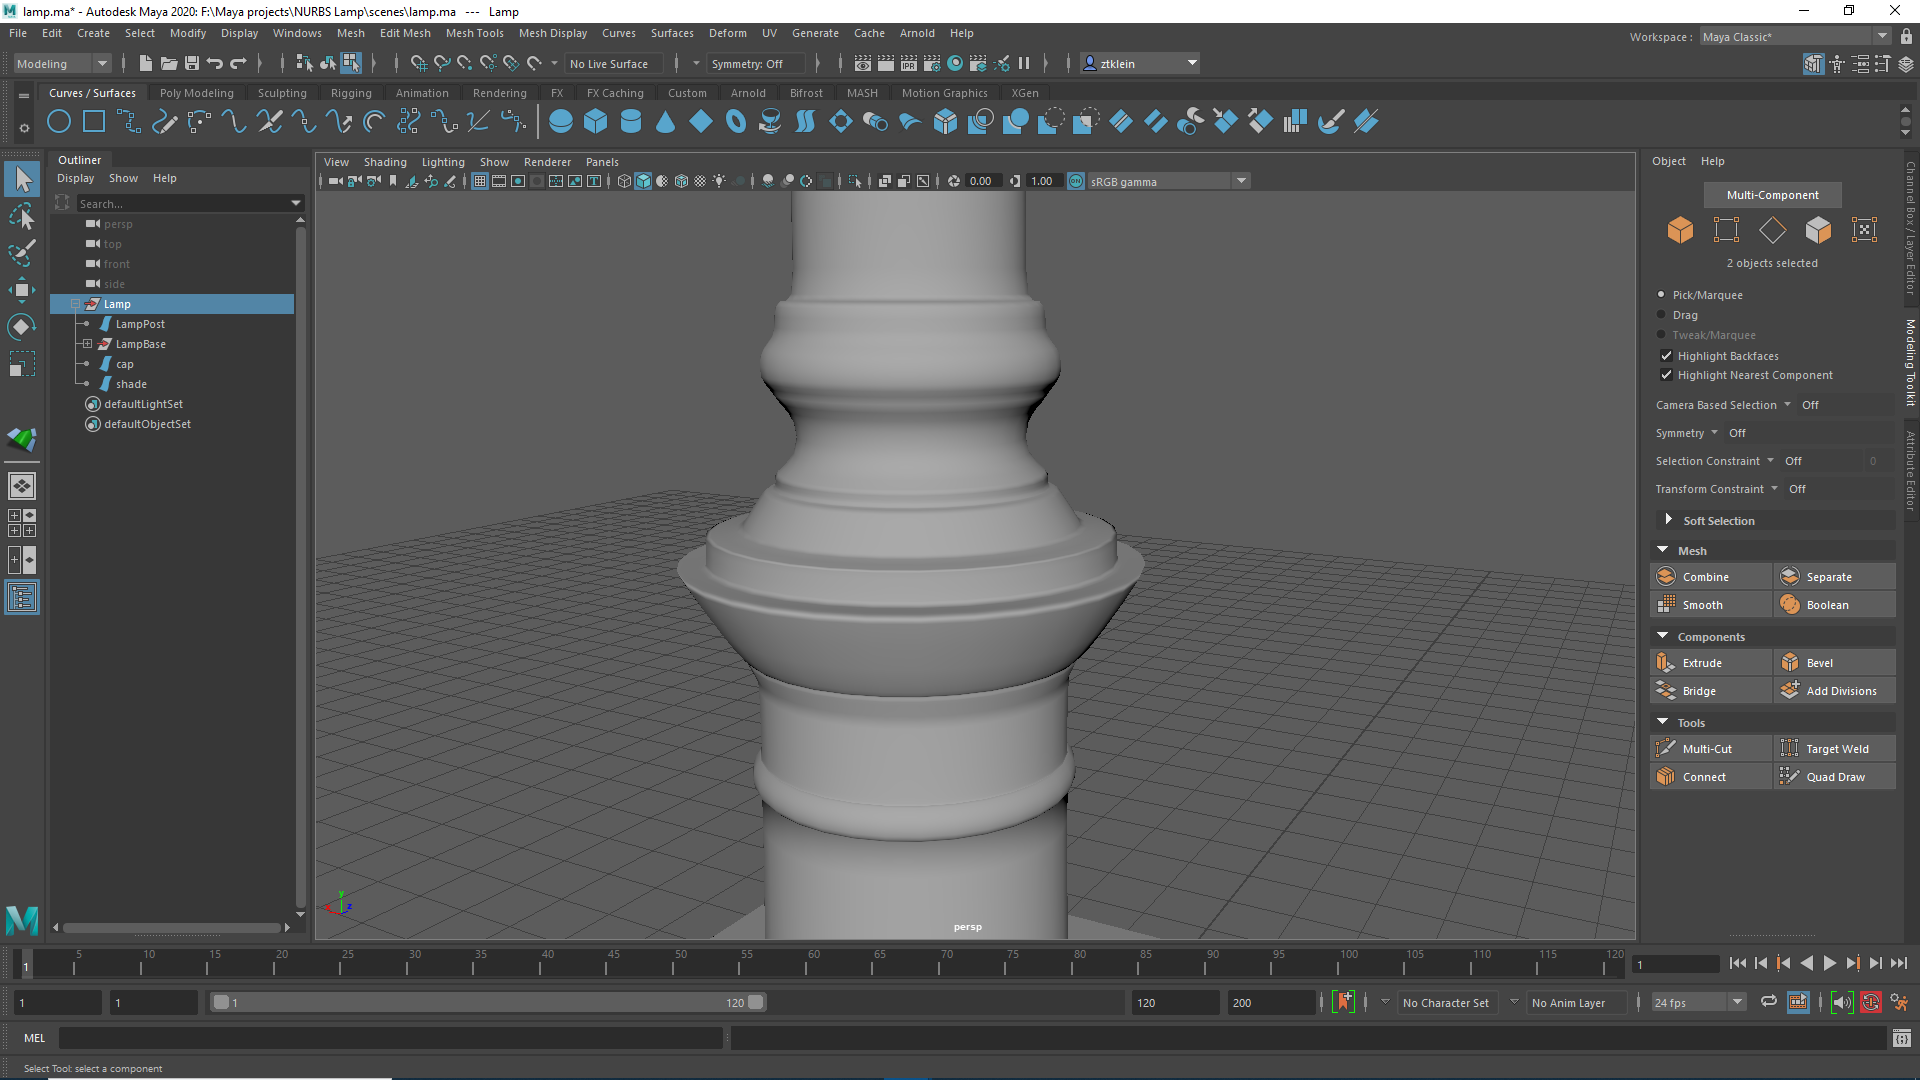 lamp.ma* - Autodesk Maya 2020: F:\Maya projects\NURBS Lamp\scenes\lamp.ma --- Lamp
File Edit Create Select Modify Display Windows Mesh Edit Mesh Mesh Tools Mesh Display Curves Surfaces Deform UV Generate Cache Arnold Help
Workspace : Maya Classic*
Modeling No Live Surface Symmetry: Off IPR ztklein
Curves / Surfaces Poly Modeling Sculpting Rigging Animation Rendering FX FX Caching Custom Arnold Bifrost MASH Motion Graphics XGen
Outliner
Display Show Help
Search...
persp
top
front
side
Lamp
LampPost
LampBase
cap
shade
defaultLightSet
defaultObjectSet
View Shading Lighting Show Renderer Panels
0.00 1.00 ON sRGB gamma
y
z
persp
Object Help
Multi-Component
2 objects selected
Pick/Marquee
Drag
Tweak/Marquee
Highlight Backfaces
Highlight Nearest Component
Camera Based Selection Off
Symmetry Off
Selection Constraint Off 0
Transform Constraint Off
Soft Selection
Mesh
Combine Separate
Smooth Boolean
Components
Extrude Bevel
Bridge Add Divisions
Tools
Multi-Cut Target Weld
Connect Quad Draw
Channel Box / Layer Editor
Modeling Toolkit
Attribute Editor
1 5 10 15 20 25 30 35 40 45 50 55 60 65 70 75 80 85 90 95 100 105 110 115 120 1
1 1 1 120 120 200 No Character Set No Anim Layer 24 fps
MEL
Select Tool: select a component